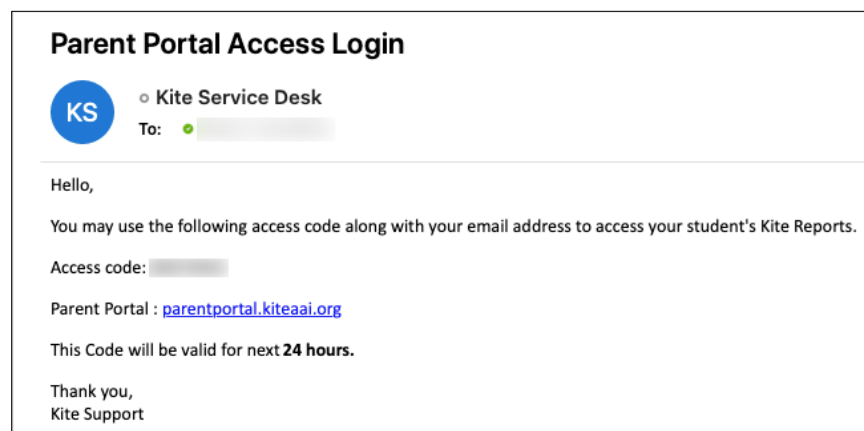 Parent Portal Access Login
KS
Kite Service Desk
To:
Hello,
You may use the following access code along with your email address to access your student's Kite Reports.
Access code:
Parent Portal : parentportal.kiteaai.org
This Code will be valid for next 24 hours.
Thank you,
Kite Support